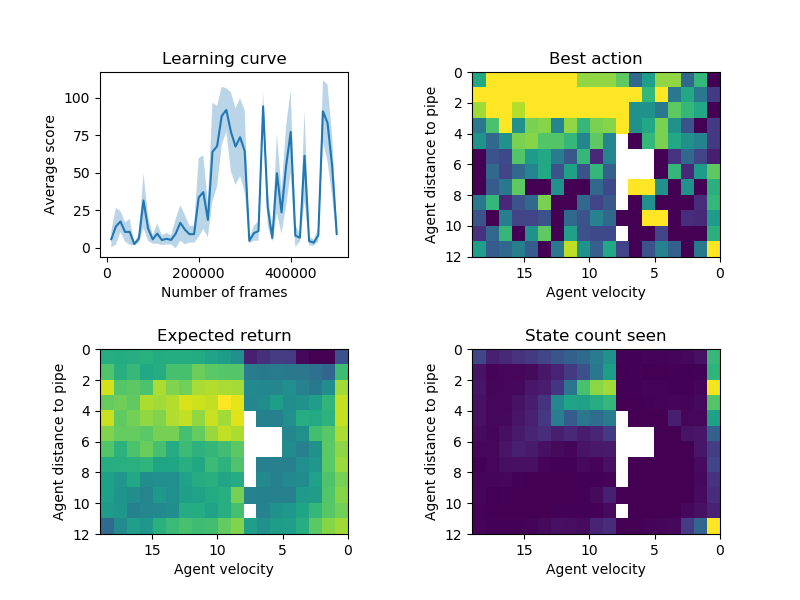 Learning curve
Average score
100
75
50
25
0
0 200000 400000
Number of frames
Best action
Agent distance to pipe
0
2
4
6
8
10
12
15 10 5 0
Agent velocity
Expected return
Agent distance to pipe
0
2
4
6
8
10
12
15 10 5 0
Agent velocity
State count seen
Agent distance to pipe
0
2
4
6
8
10
12
15 10 5 0
Agent velocity